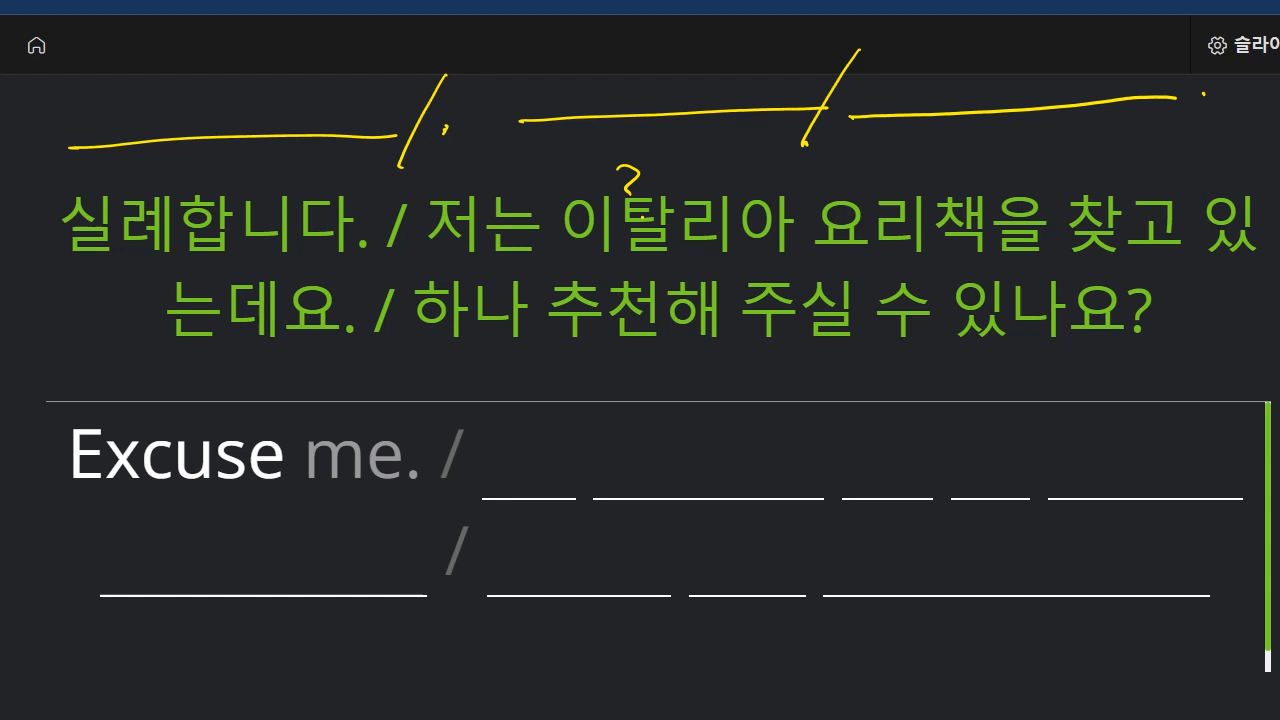 슬라이
?
실례합니다. / 저는 이탈리아 요리책을 찾고 있
는데요. / 하나 추천해 주실 수 있나요?
Excuse me. /
/